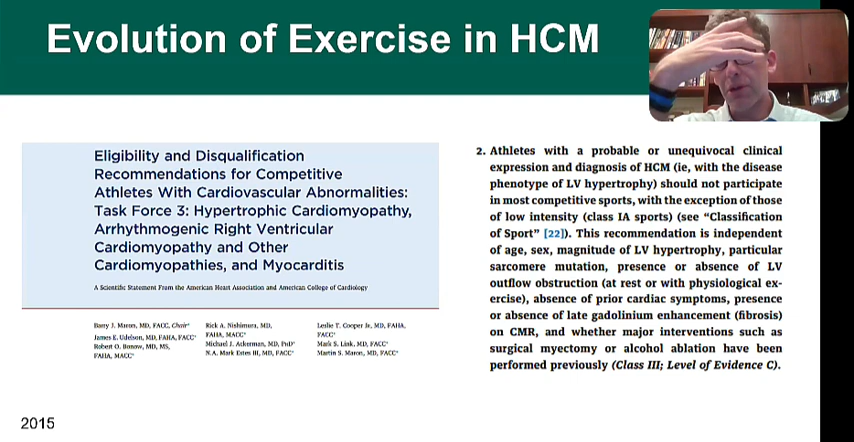 Evolution of Exercise in HCM
Eligibility and Disqualification
Recommendations for Competitive
Athletes With Cardiovascular Abnormalities:
Task Force 3: Hypertrophic Cardiomyopathy,
Arrhythmogenic Right Ventricular
Cardiomyopathy and Other
Cardiomyopathies, and Myocarditis
A Scientific Statement From the American Heart Association and American College of Cardiology
Barry J. Maron, MD, FACC, Chair*
James E. Udelson, MD, FAHA, FACC*
Robert O. Bonow, MD, MS,
FAHA, MACC*
Rick A. Nishimura, MD,
FAHA, MACC*
Michael J. Ackerman, MD, PhD*
N.A. Mark Estes III, MD, FACC*
Leslie T. Cooper Jr, MD, FAHA,
FACC*
Mark S. Link, MD, FACC*
Martin S. Maron, MD, FACC*
2. Athletes with a probable or unequivocal clinical
expression and diagnosis of HCM (ie, with the disease
phenotype of LV hypertrophy) should not participate
in most competitive sports, with the exception of those
of low intensity (class IA sports) (see “Classification
of Sport” [22]). This recommendation is independent
of age, sex, magnitude of LV hypertrophy, particular
sarcomere mutation, presence or absence of LV
outflow obstruction (at rest or with physiological ex-
ercise), absence of prior cardiac symptoms, presence
or absence of late gadolinium enhancement (fibrosis)
on CMR, and whether major interventions such as
surgical myectomy or alcohol ablation have been
performed previously (Class III; Level of Evidence C).
2015